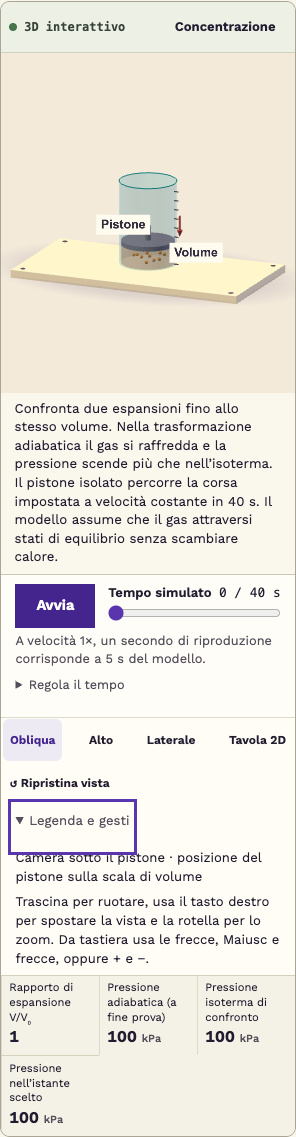 3D interattivo
Concentrazione
Pistone
Volume
Confronta due espansioni fino allo
stesso volume. Nella trasformazione
adiabatica il gas si raffredda e la
pressione scende più che nell’isoterma.
Il pistone isolato percorre la corsa
impostata a velocità costante in 40 s. Il
modello assume che il gas attraversi
stati di equilibrio senza scambiare
calore.
Avvia
Tempo simulato 0 / 40 s
A velocità 1×, un secondo di riproduzione
corrisponde a 5 s del modello.
▶ Regola il tempo
Obliqua
Alto
Laterale
Tavola 2D
↺ Ripristina vista
▼ Legenda e gesti
Camera sotto il pistone · posizione del
pistone sulla scala di volume
Trascina per ruotare, usa il tasto destro
per spostare la vista e la rotella per lo
zoom. Da tastiera usa le frecce, Maiusc e
frecce, oppure + e −.
Rapporto di
espansione
V/V₀
1
Pressione
adiabatica (a
fine prova)
100 kPa
Pressione
isoterma di
confronto
100 kPa
Pressione
nell’istante
scelto
100 kPa